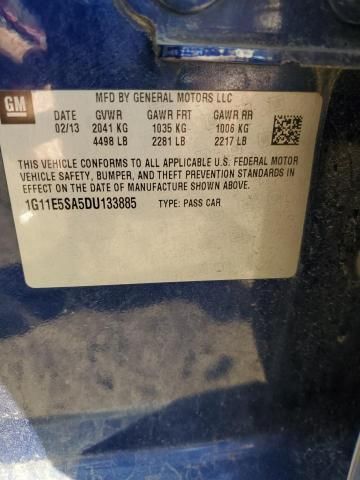 GM
MFD BY GENERAL MOTORS LLC
DATE GVWR GAWR FRT GAWR RR
02/13 2041 KG 1035 KG 1006 KG
4498 LB 2281 LB 2217 LB
THIS VEHICLE CONFORMS TO ALL APPLICABLE U.S. FEDERAL MOTOR
VEHICLE SAFETY, BUMPER, AND THEFT PREVENTION STANDARDS IN
EFFECT ON THE DATE OF MANUFACTURE SHOWN ABOVE.
1G11E5SA5DU133885 TYPE: PASS CAR